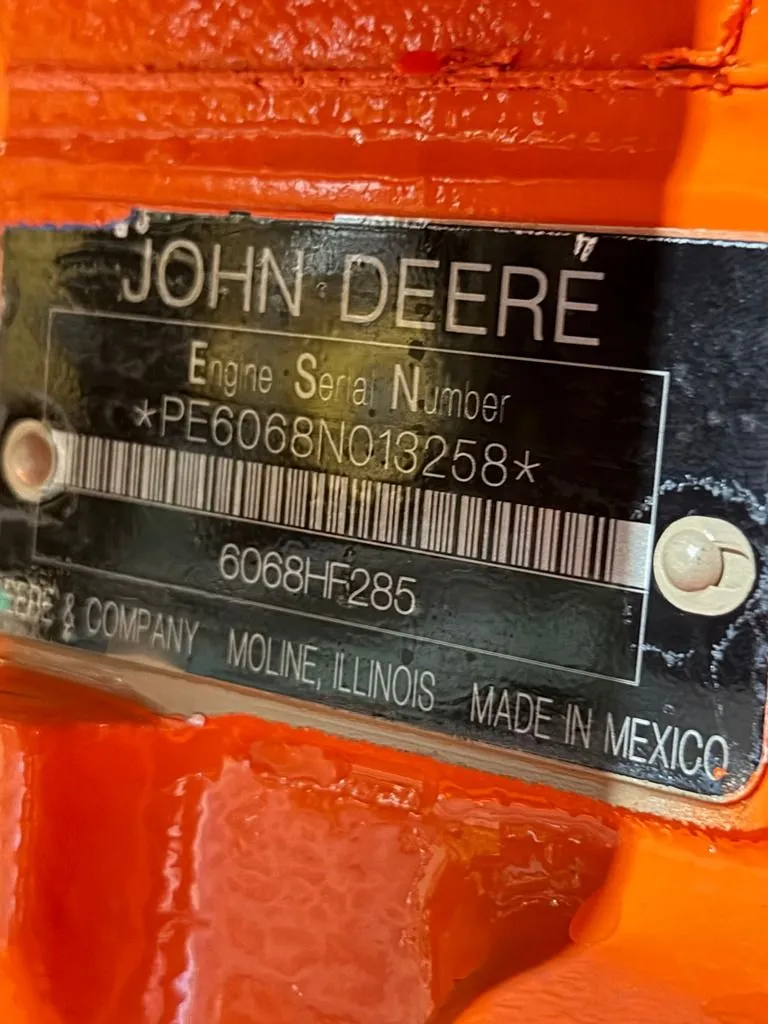 JOHN DEERE
Engine Serial Number
*PE6068N013258*
6068HF285
DEERE & COMPANY MOLINE, ILLINOIS MADE IN MEXICO